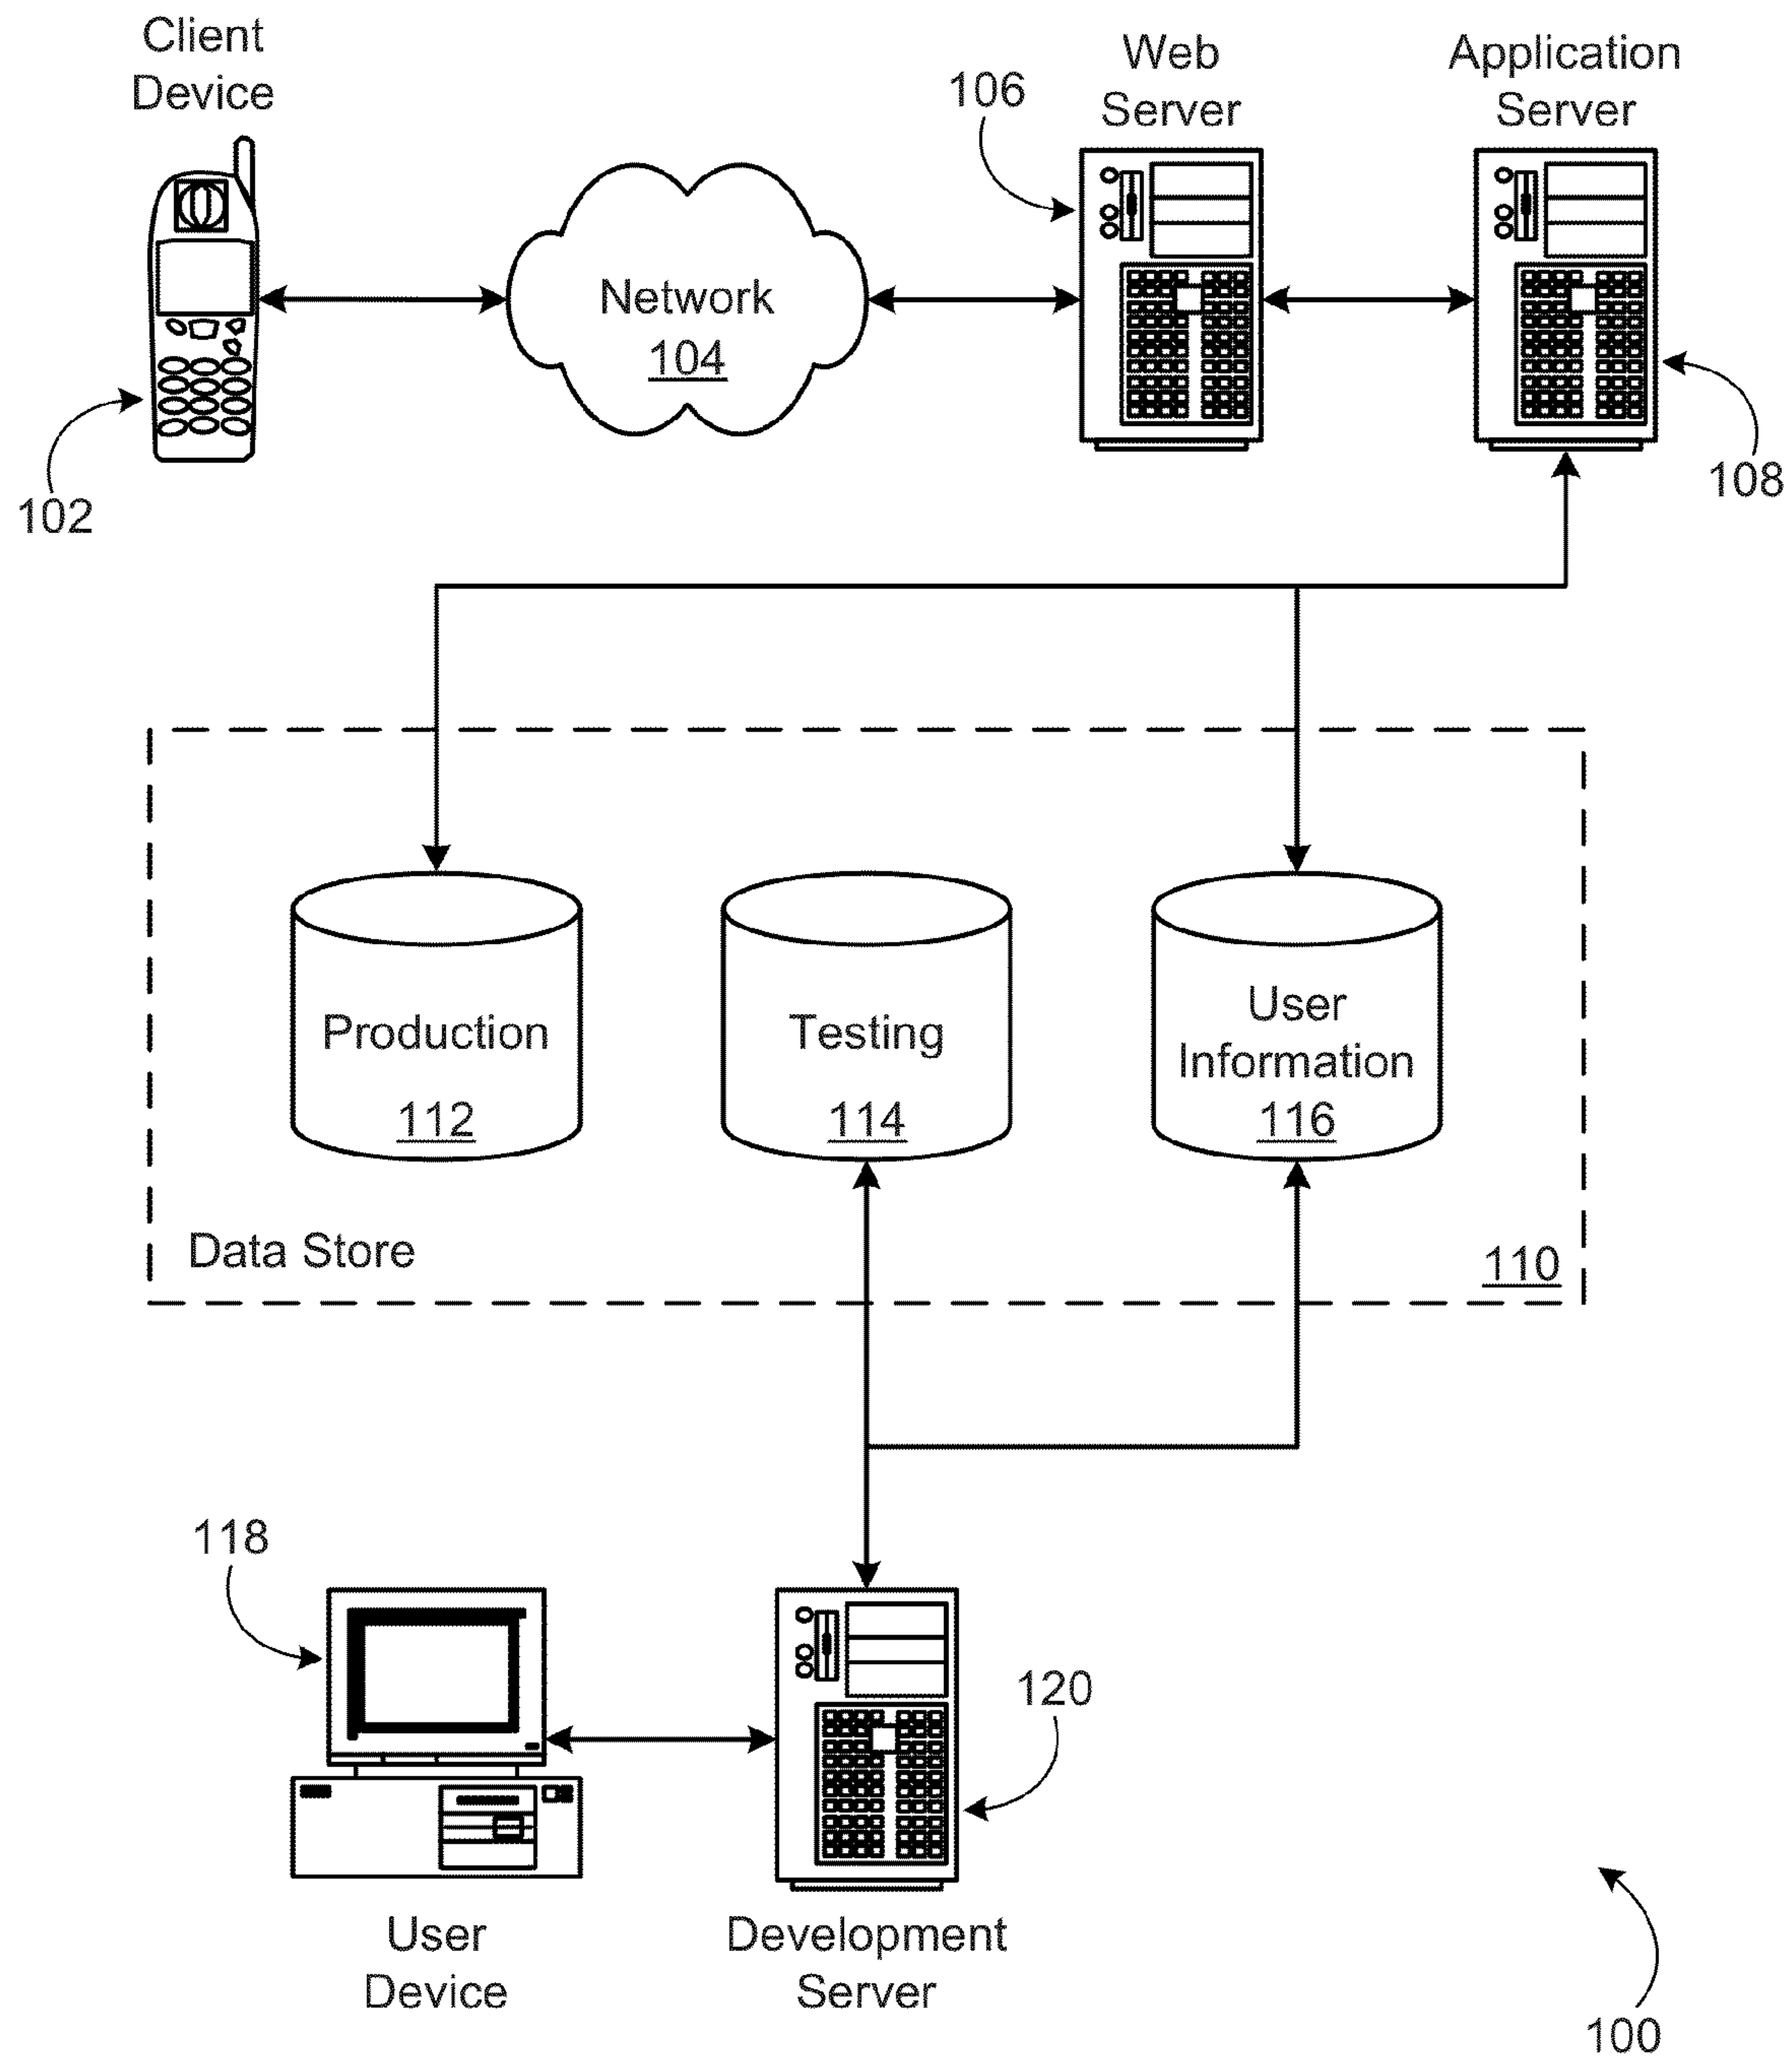 Client
Device
Web
Server
Application
Server
106
Network
104
102
108
Production
112
Testing
114
User
Information
116
Data Store
110
118
120
User
Device
Development
Server
100